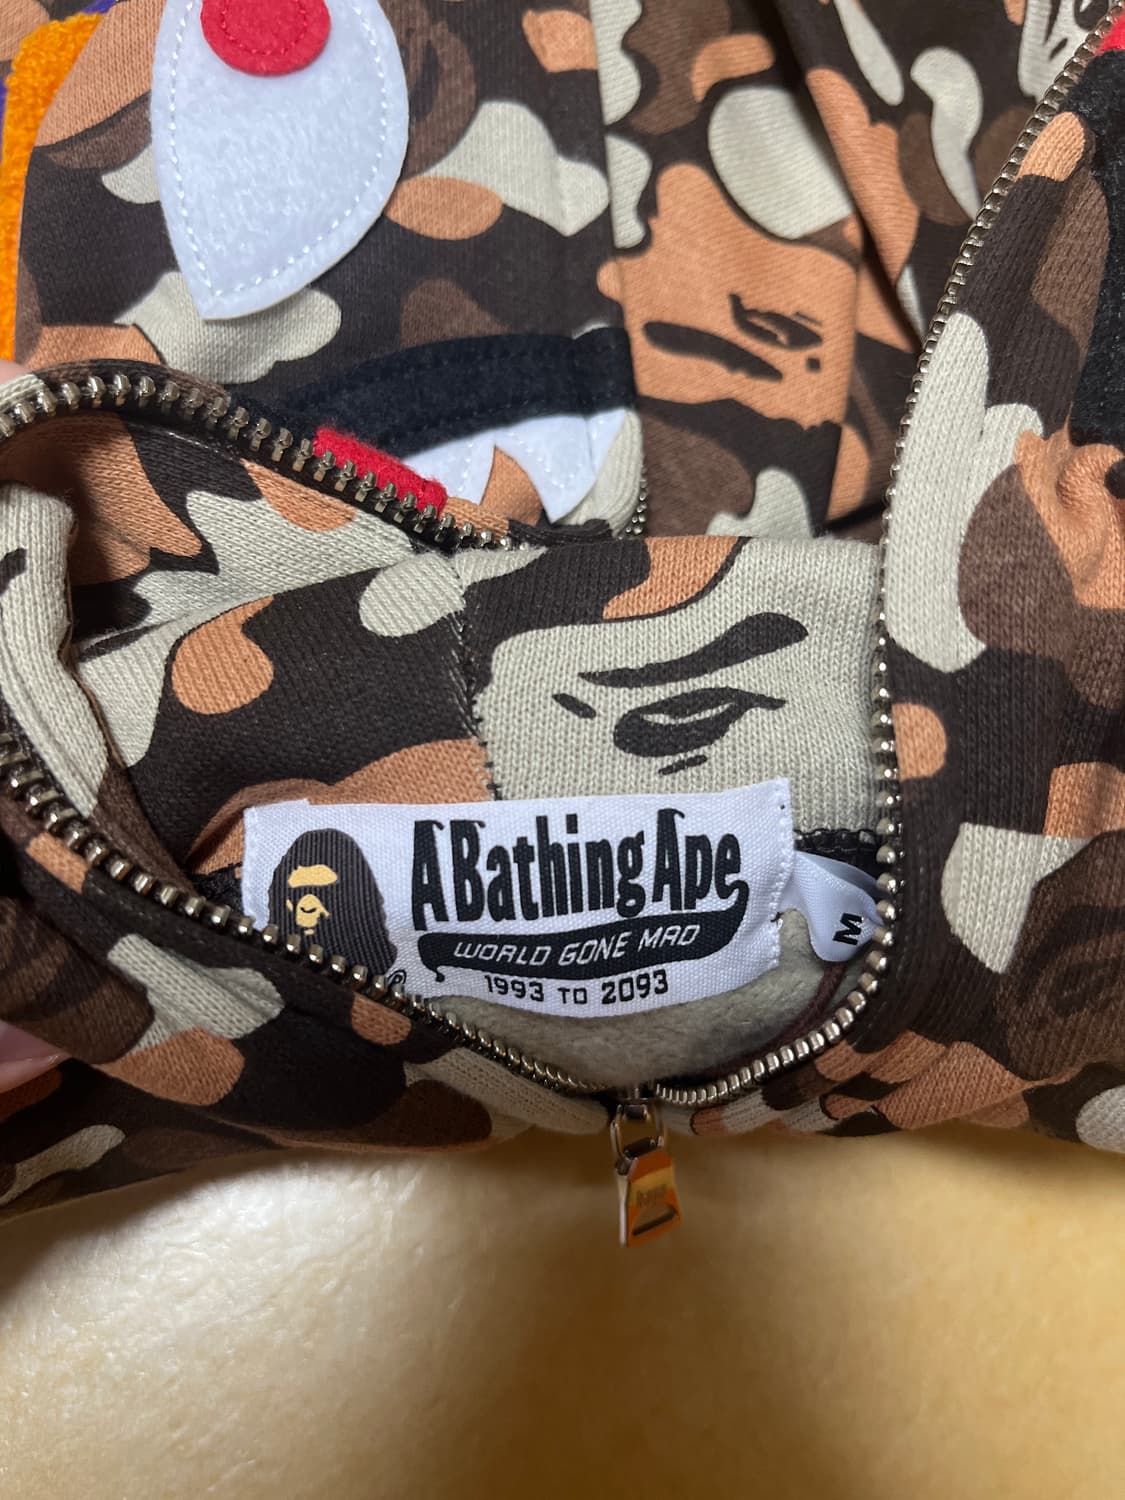 A Bathing Ape
WORLD GONE MAD
1993 TO 2093
®
M